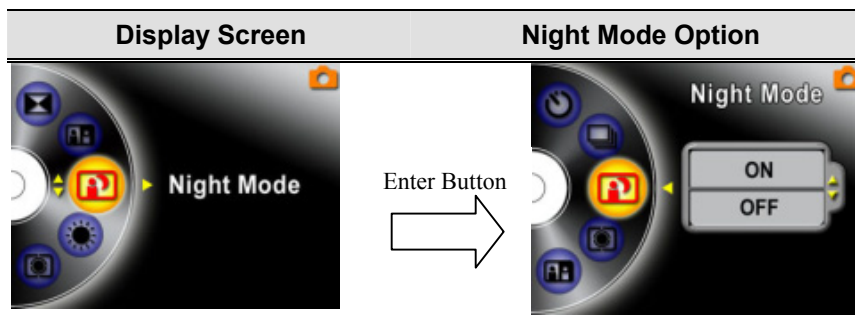 Display Screen
Night Mode Option
Night Mode
Enter Button
Night Mode
ON
OFF